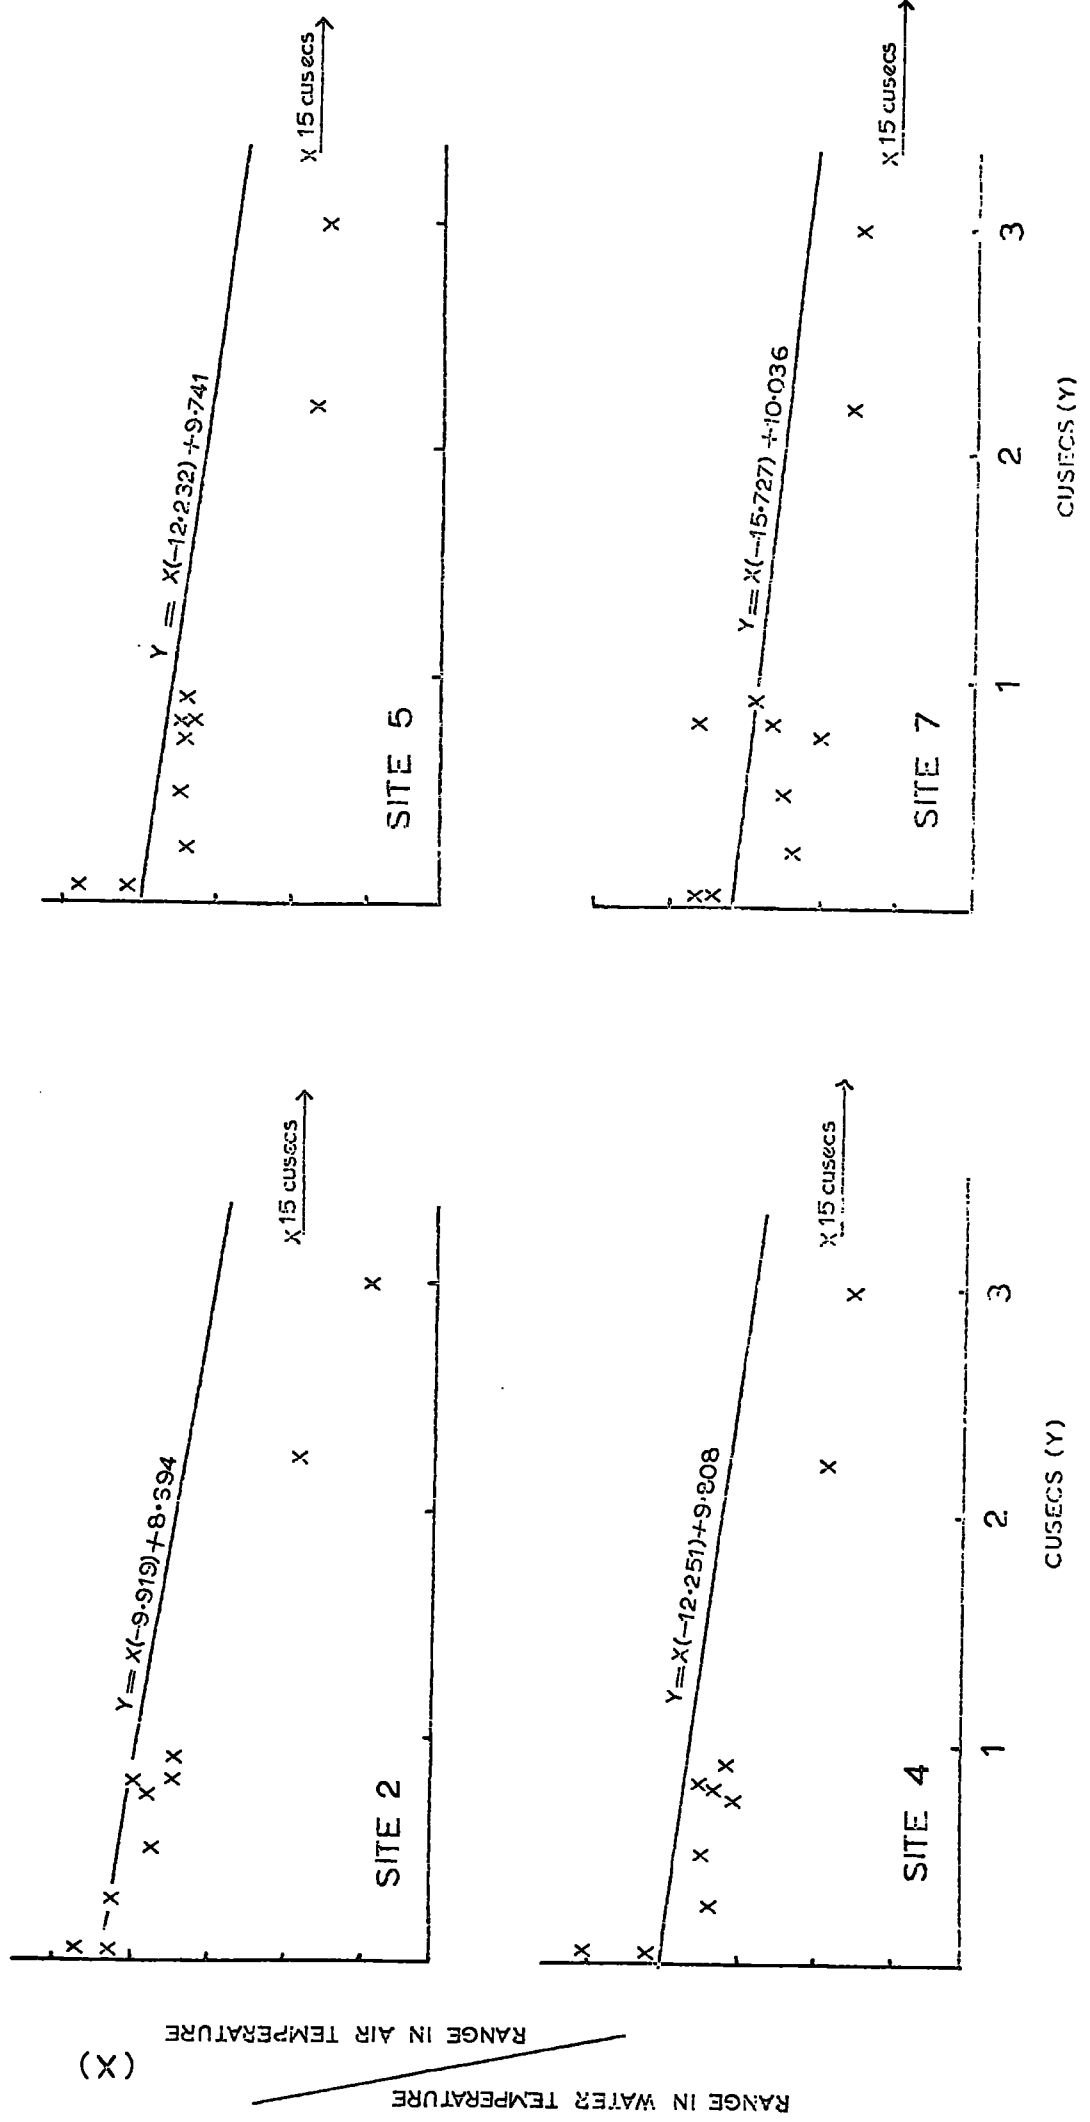 (X)
RANGE IN WATER TEMPERATURE
RANGE IN AIR TEMPERATURE
Y=X(-9·919)+8·394
X 15 cusecs
SITE 2
Y = X(-12·232)+9·741
X 15 cusecs
SITE 5
Y=X(-12·251)+9·808
X 15 cusecs
SITE 4
1 2 3
CUSECS (Y)
Y=X(-15·727)+10·036
X 15 cusecs
SITE 7
1 2 3
CUSECS (Y)